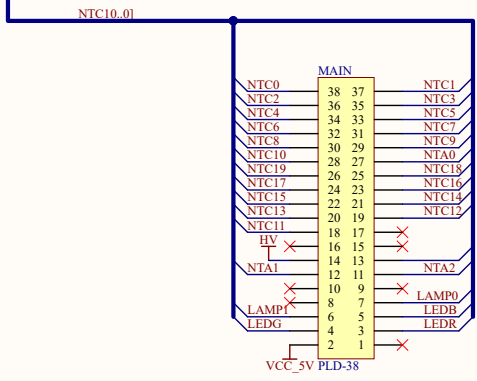 NTC10..0]
MAIN
NTC0 38 37 NTC1
NTC2 36 35 NTC3
NTC4 34 33 NTC5
NTC6 32 31 NTC7
NTC8 30 29 NTC9
NTC10 28 27 NTA0
NTC19 26 25 NTC18
NTC17 24 23 NTC16
NTC15 22 21 NTC14
NTC13 20 19 NTC12
NTC11 18 17
HV 16 15
14 13
NTA1 12 11 NTA2
10 9
8 7 LAMP0
LAMP1 6 5 LEDB
LEDG 4 3 LEDR
2 1
VCC_5V PLD-38